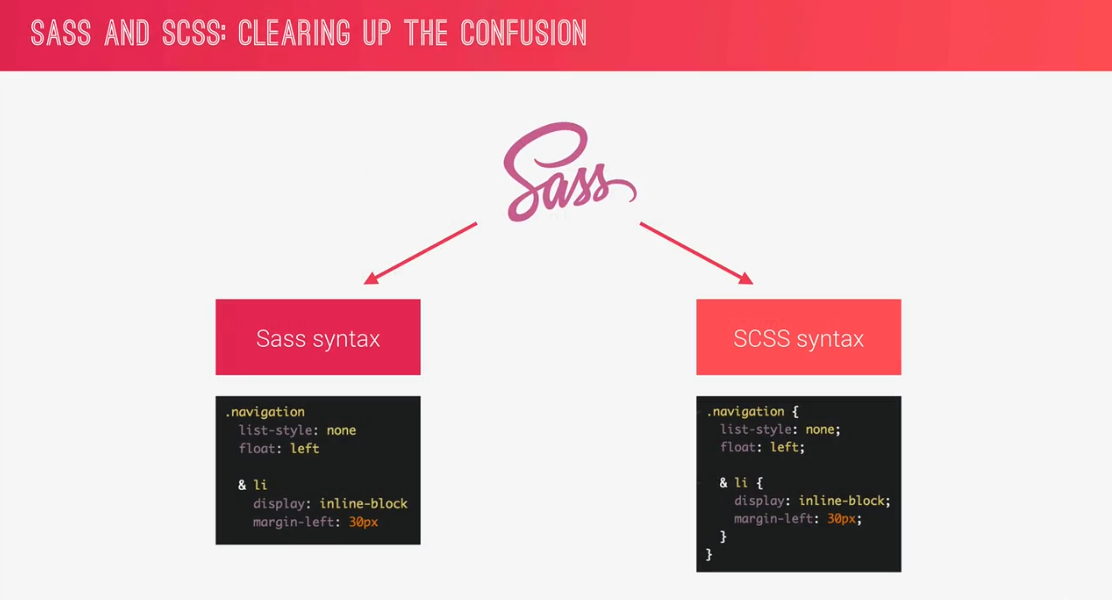 SASS AND SCSS: CLEARING UP THE CONFUSION
Sass
Sass syntax
.navigation
  list-style: none
  float: left
  & li
    display: inline-block
    margin-left: 30px
SCSS syntax
.navigation {
  list-style: none;
  float: left;
  & li {
    display: inline-block;
    margin-left: 30px;
  }
}